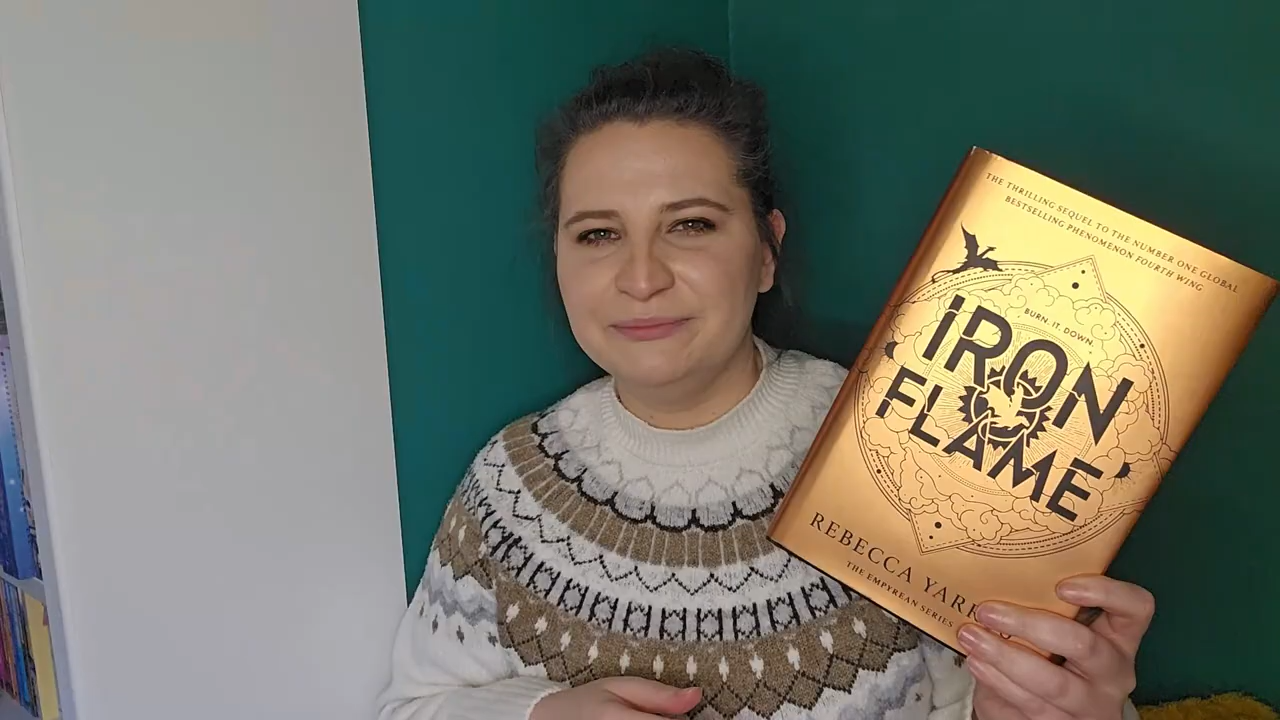 THE THRILLING SEQUEL TO THE NUMBER ONE GLOBAL
BESTSELLING PHENOMENON FOURTH WING
BURN. IT. DOWN.
IRON
FLAME
REBECCA YARR
THE EMPYREAN SERIES